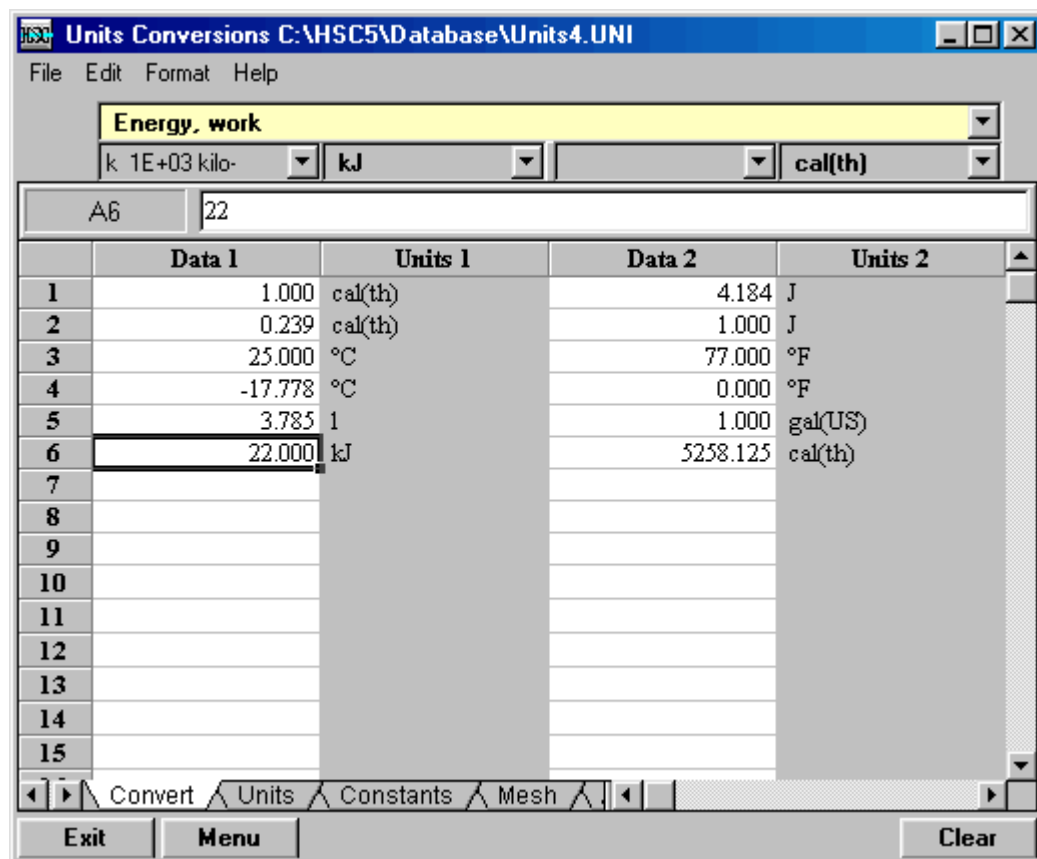 HSC Units Conversions C:\HSC5\Database\Units4.UNI
File Edit Format Help
Energy, work
k 1E+03 kilo- kJ cal(th)
A6 22
Data 1 Units 1 Data 2 Units 2
1 1.000 cal(th) 4.184 J
2 0.239 cal(th) 1.000 J
3 25.000 °C 77.000 °F
4 -17.778 °C 0.000 °F
5 3.785 l 1.000 gal(US)
6 22.000 kJ 5258.125 cal(th)
7
8
9
10
11
12
13
14
15
Convert Units Constants Mesh
Exit Menu Clear